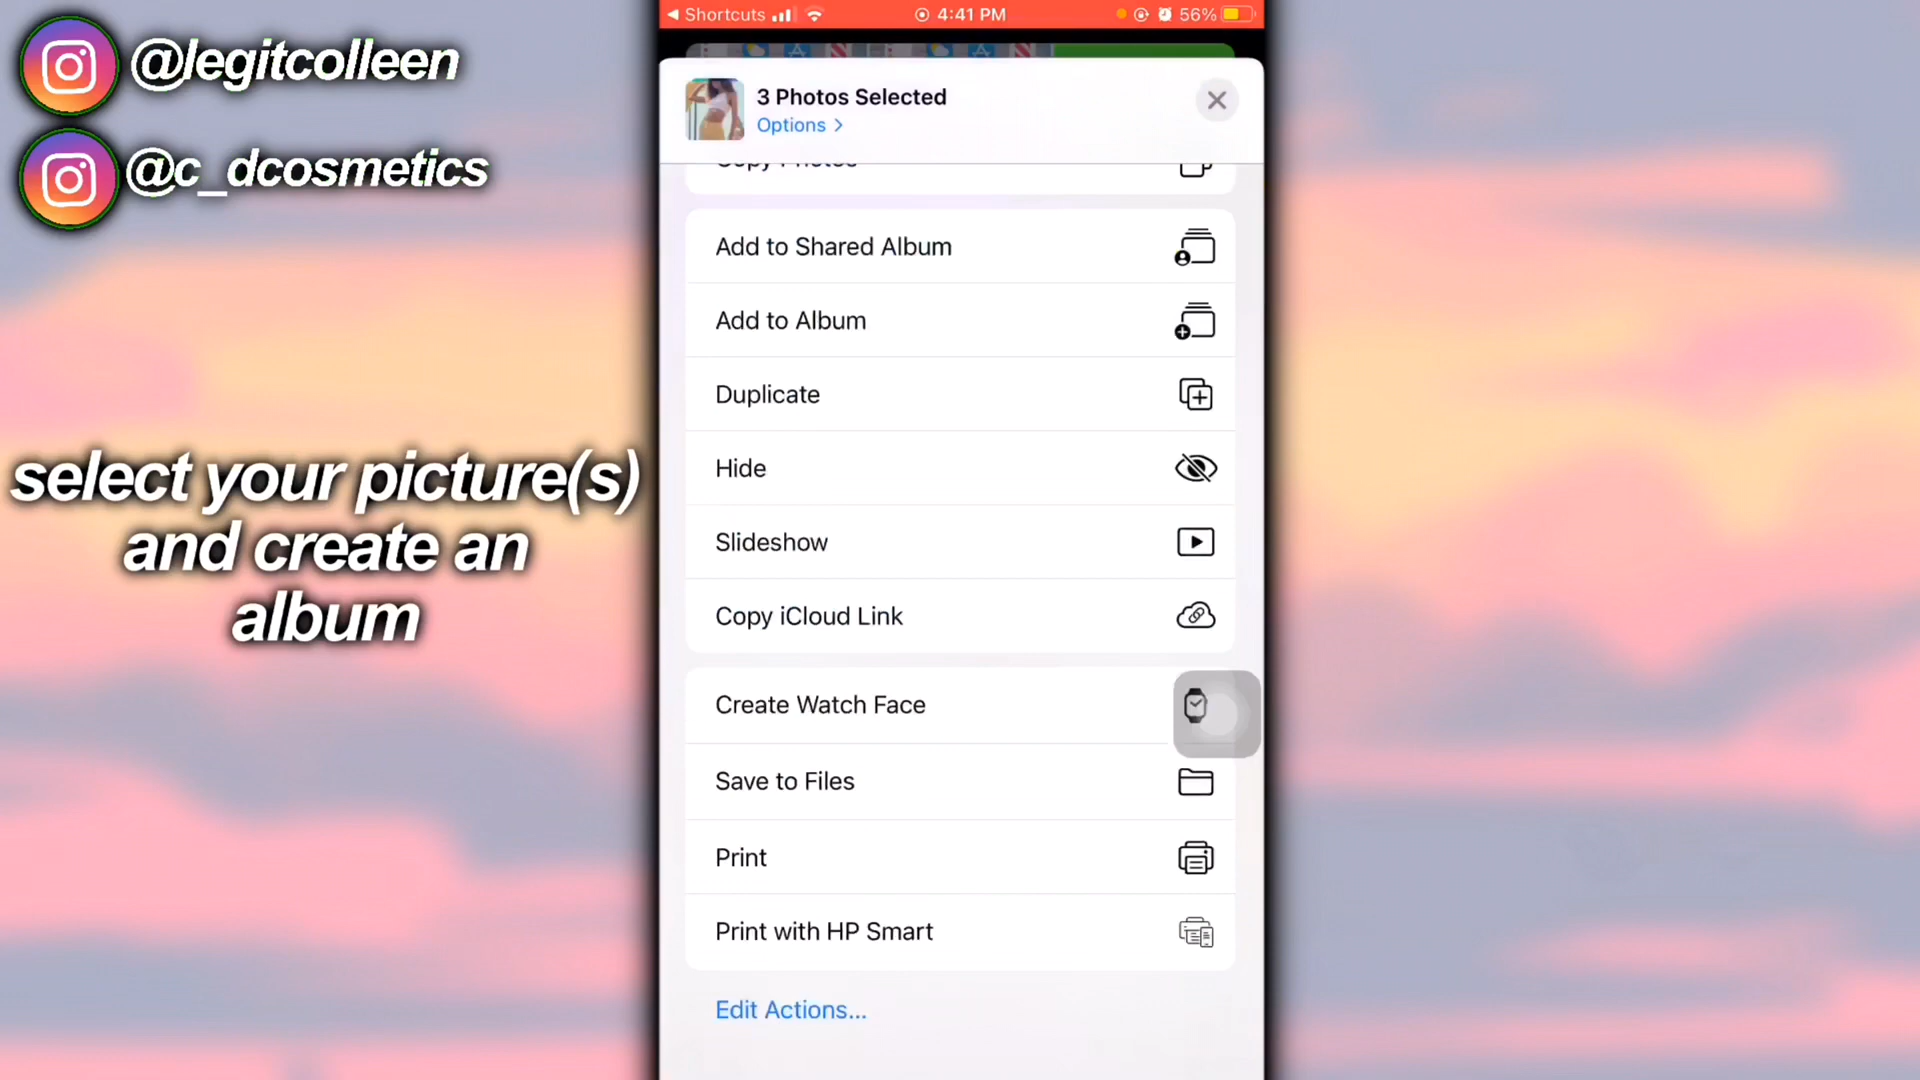 @legitcolleen
@c_dcosmetics
select your picture(s)
and create an
album
Shortcuts
4:41 PM
56%
3 Photos Selected
Options
Copy Photos
Add to Shared Album
Add to Album
Duplicate
Hide
Slideshow
Copy iCloud Link
Create Watch Face
Save to Files
Print
Print with HP Smart
Edit Actions...